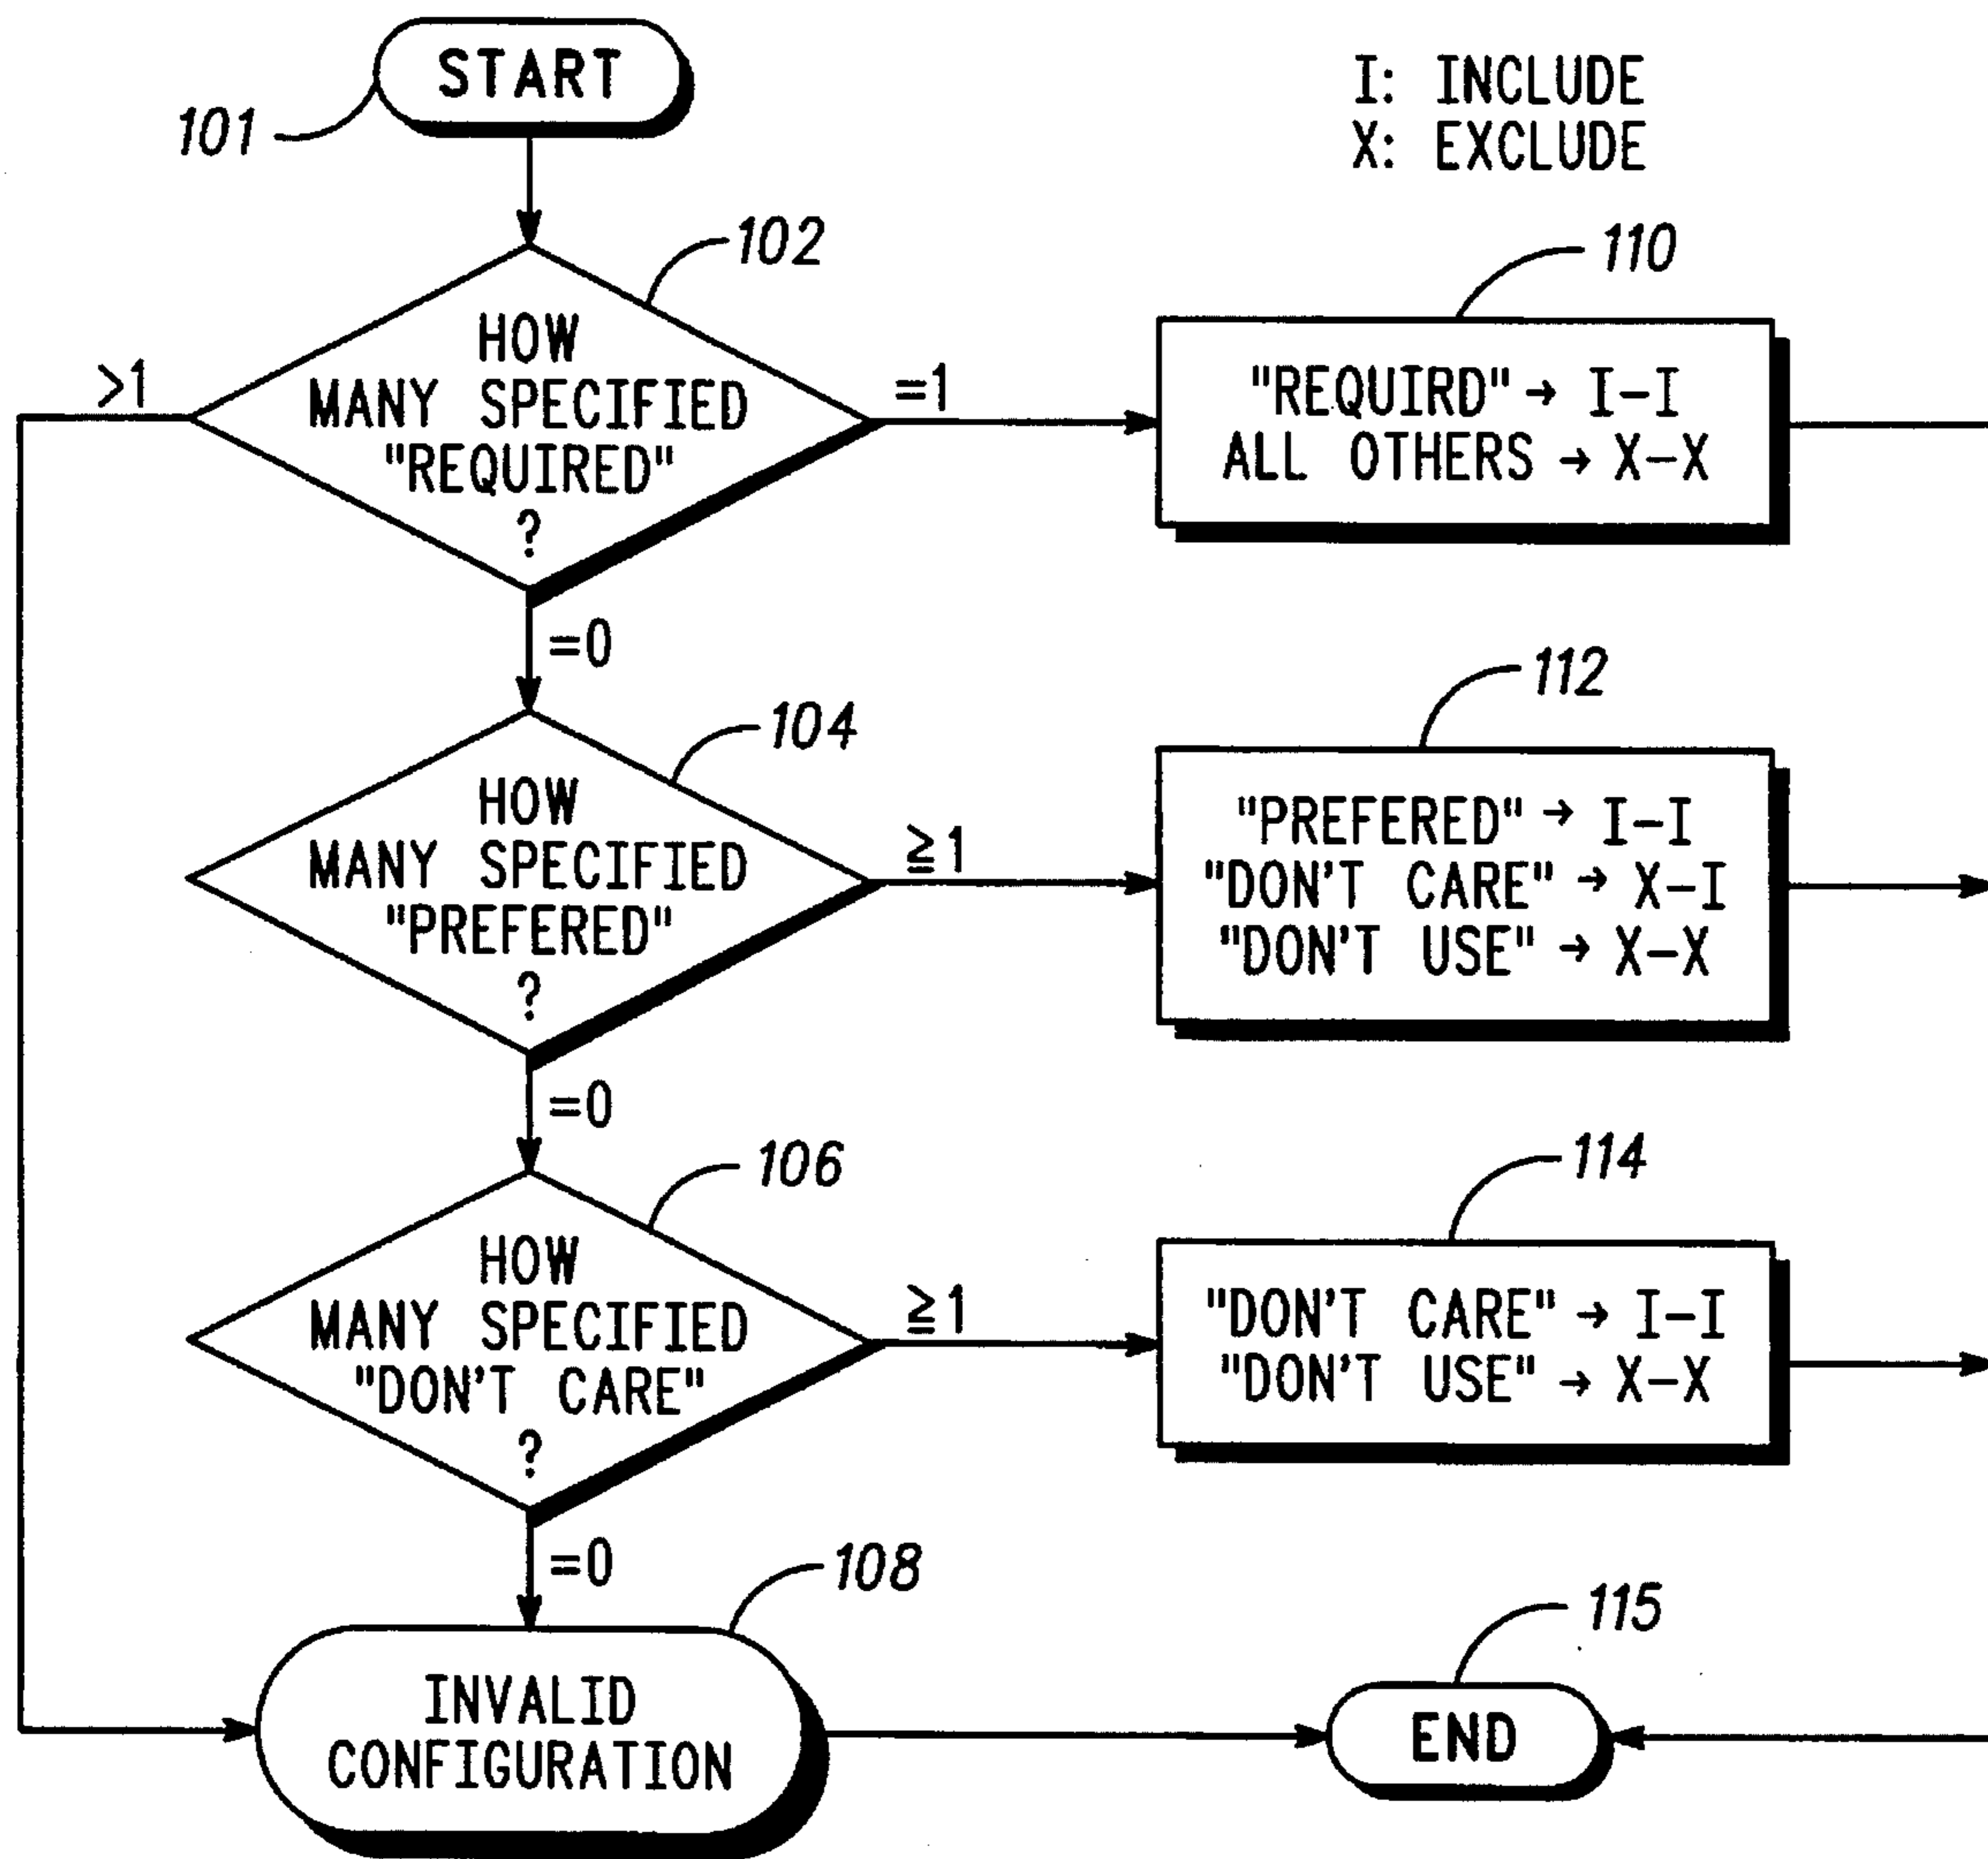 START
101
I: INCLUDE
X: EXCLUDE
102
HOW
MANY SPECIFIED
"REQUIRED"
?
>1
=1
=0
110
"REQUIRD" → I-I
ALL OTHERS → X-X
104
HOW
MANY SPECIFIED
"PREFERED"
?
≧1
=0
112
"PREFERED" → I-I
"DON'T CARE" → X-I
"DON'T USE" → X-X
106
HOW
MANY SPECIFIED
"DON'T CARE"
?
≧1
=0
114
"DON'T CARE" → I-I
"DON'T USE" → X-X
108
INVALID
CONFIGURATION
115
END